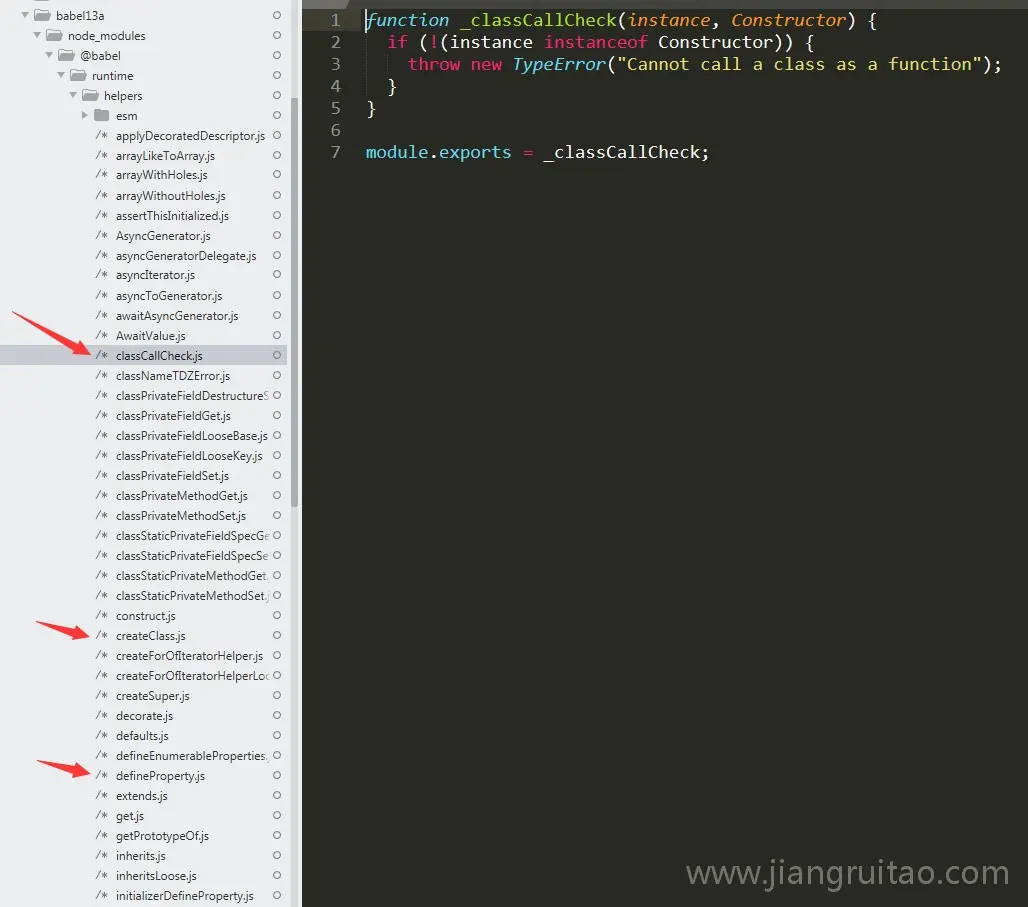 babel13a
node_modules
@babel
runtime
helpers
esm
/* applyDecoratedDescriptor.js
/* arrayLikeToArray.js
/* arrayWithHoles.js
/* arrayWithoutHoles.js
/* assertThisInitialized.js
/* AsyncGenerator.js
/* asyncGeneratorDelegate.js
/* asyncIterator.js
/* asyncToGenerator.js
/* awaitAsyncGenerator.js
/* AwaitValue.js
/* classCallCheck.js
/* classNameTDZError.js
/* classPrivateFieldDestructureS
/* classPrivateFieldGet.js
/* classPrivateFieldLooseBase.js
/* classPrivateFieldLooseKey.js
/* classPrivateFieldSet.js
/* classPrivateMethodGet.js
/* classPrivateMethodSet.js
/* classStaticPrivateFieldSpecGe
/* classStaticPrivateFieldSpecSe
/* classStaticPrivateMethodGet.
/* classStaticPrivateMethodSet.j
/* construct.js
/* createClass.js
/* createForOfIteratorHelper.js
/* createForOfIteratorHelperLoo
/* createSuper.js
/* decorate.js
/* defaults.js
/* defineEnumerableProperties.
/* defineProperty.js
/* extends.js
/* get.js
/* getPrototypeOf.js
/* inherits.js
/* inheritsLoose.js
/* initializerDefineProperty.js
1 function _classCallCheck(instance, Constructor) {
2 if (!(instance instanceof Constructor)) {
3 throw new TypeError("Cannot call a class as a function");
4 }
5 }
6
7 module.exports = _classCallCheck;
www.jiangruitao.com